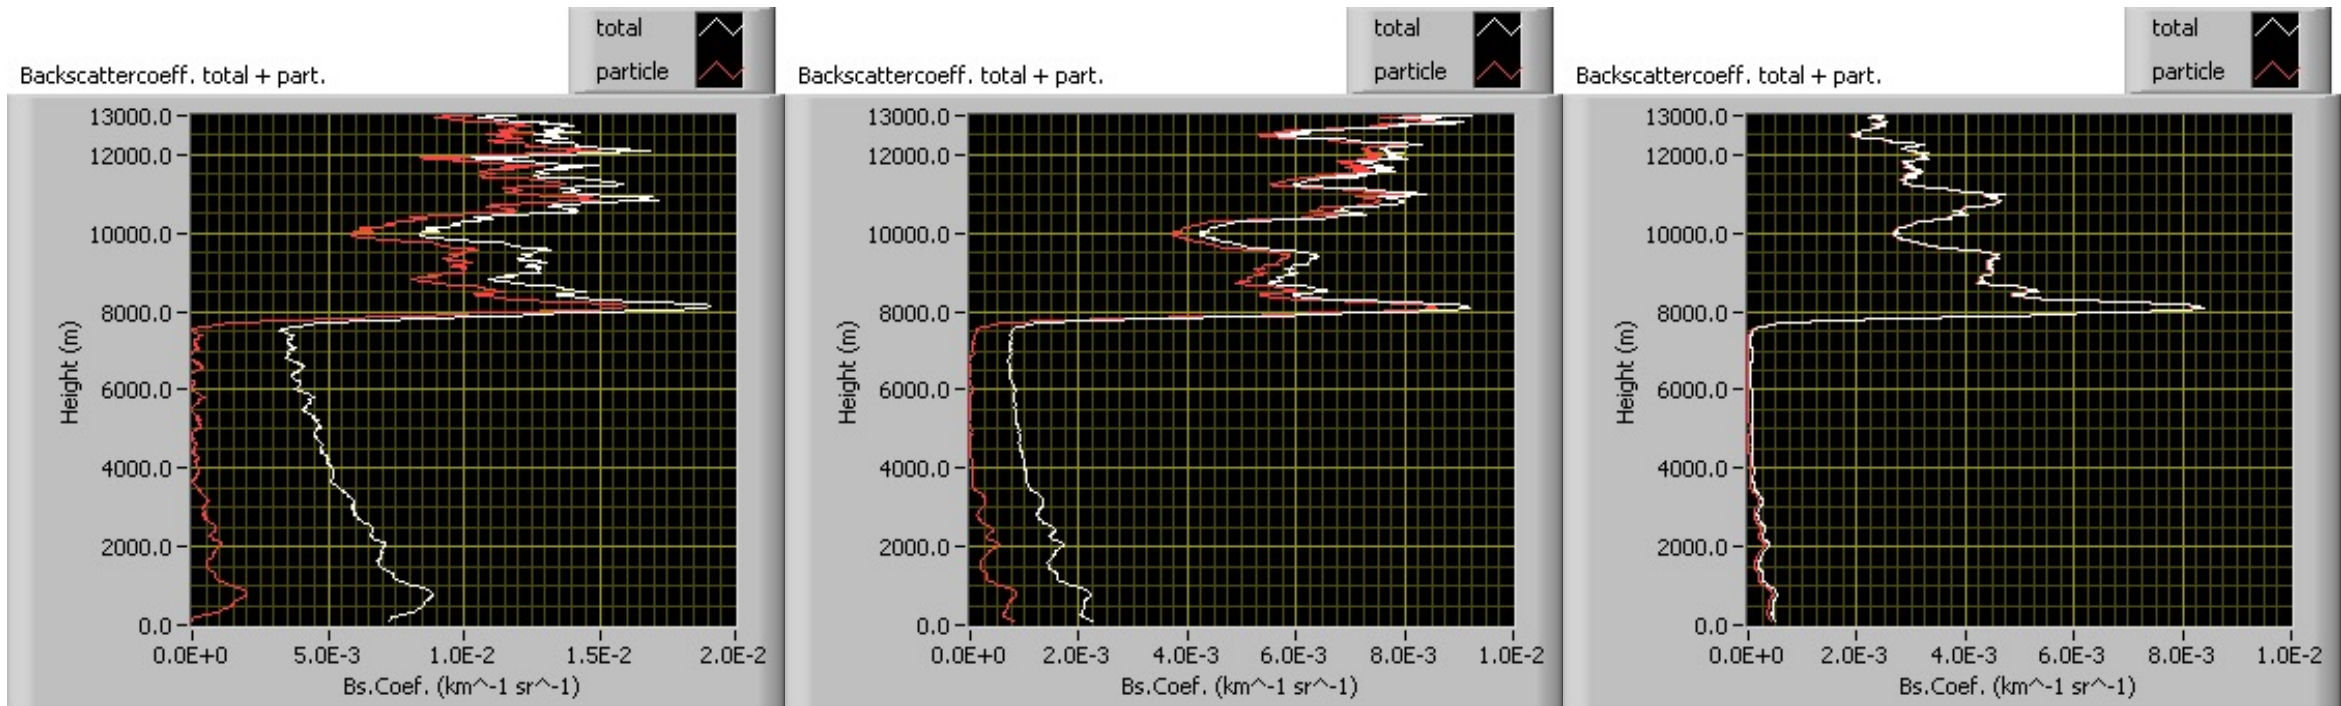 total
particle
Backscattercoeff. total + part.
13000.0
12000.0
10000.0
8000.0
6000.0
4000.0
2000.0
0.0
Height (m)
0.0E+0 5.0E-3 1.0E-2 1.5E-2 2.0E-2
Bs.Coef. (km^-1 sr^-1)
total
particle
Backscattercoeff. total + part.
13000.0
12000.0
10000.0
8000.0
6000.0
4000.0
2000.0
0.0
Height (m)
0.0E+0 2.0E-3 4.0E-3 6.0E-3 8.0E-3 1.0E-2
Bs.Coef. (km^-1 sr^-1)
total
particle
Backscattercoeff. total + part.
13000.0
12000.0
10000.0
8000.0
6000.0
4000.0
2000.0
0.0
Height (m)
0.0E+0 2.0E-3 4.0E-3 6.0E-3 8.0E-3 1.0E-2
Bs.Coef. (km^-1 sr^-1)